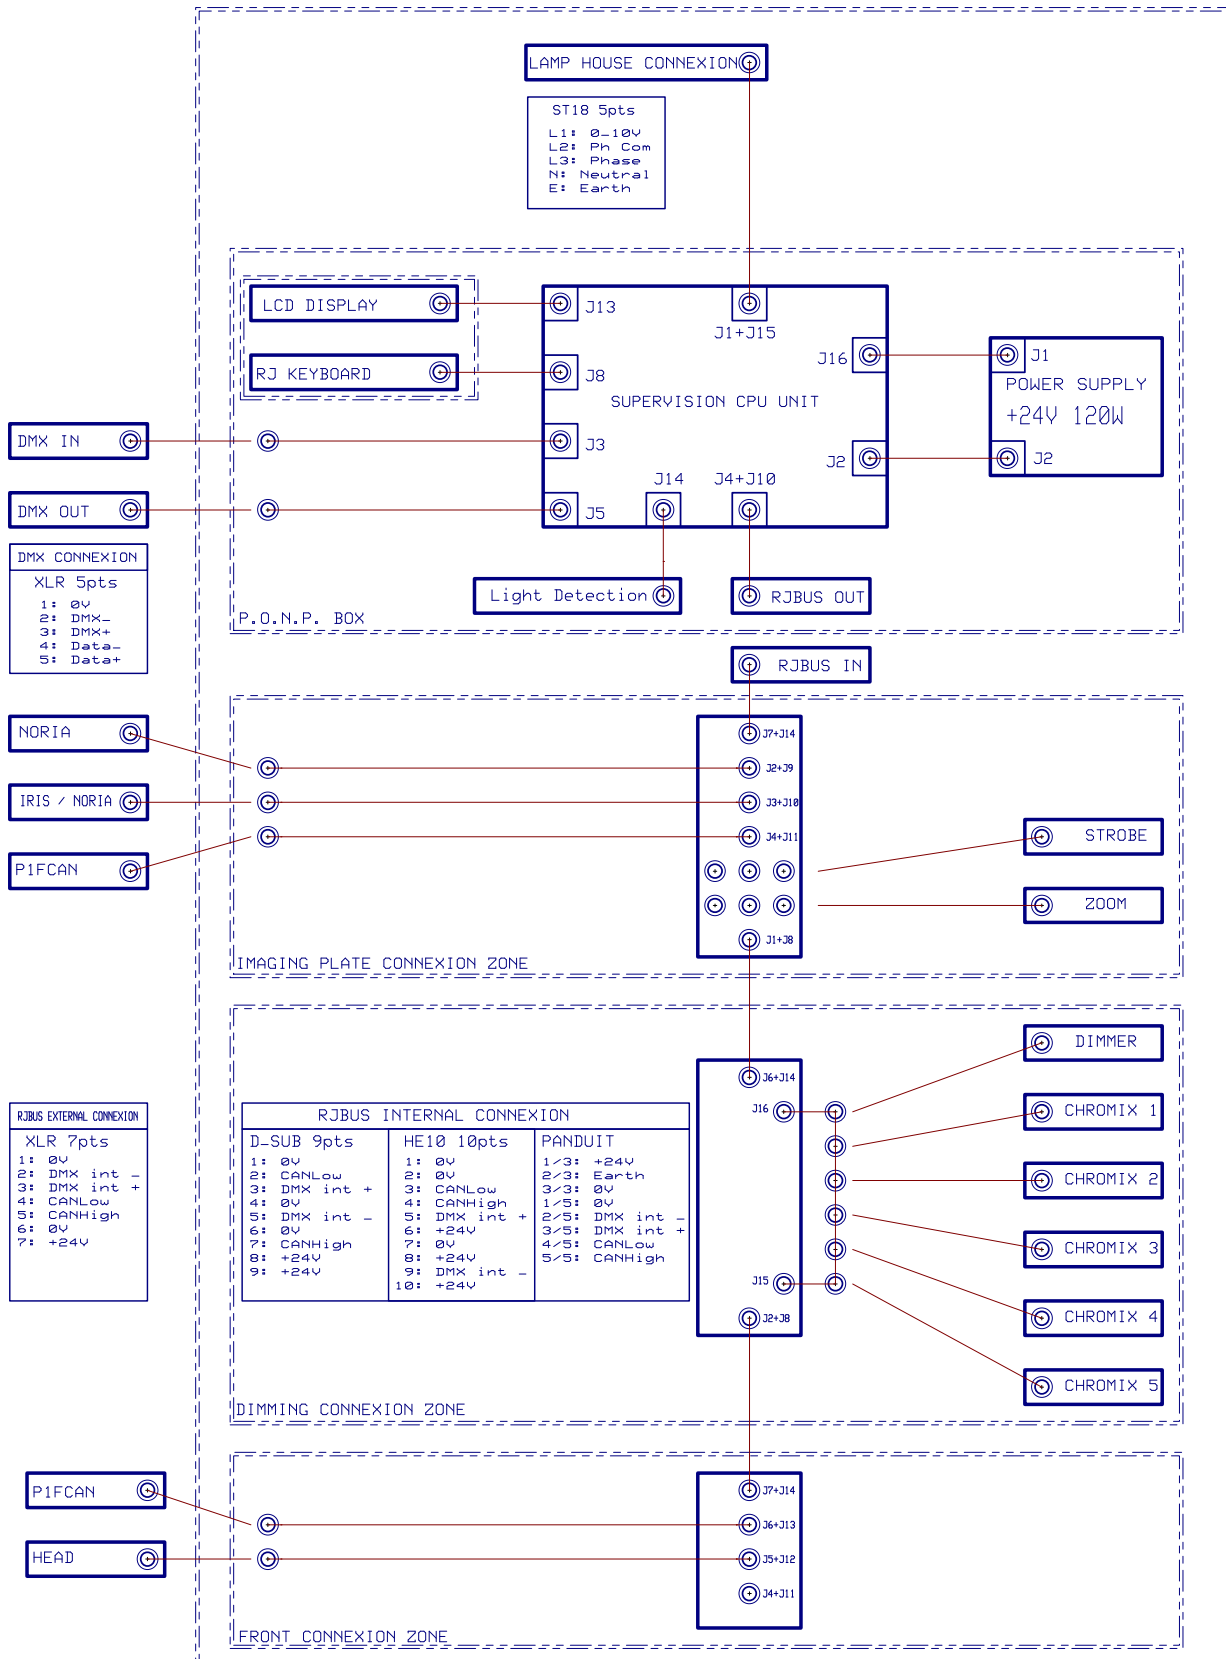 LAMP HOUSE CONNEXION
ST18 5pts
L1: 0_10V
L2: Ph Com
L3: Phase
N: Neutral
E: Earth
LCD DISPLAY
J13
J1+J15
J16
J1
RJ KEYBOARD
J8
POWER SUPPLY
+24V 120W
SUPERVISION CPU UNIT
DMX IN
J3
J2
J2
J14
J4+J10
DMX OUT
J5
DMX CONNEXION
XLR 5pts
1: 0V
2: DMX_
3: DMX+
4: Data_
5: Data+
Light Detection
RJBUS OUT
P.O.N.P. BOX
RJBUS IN
NORIA
J7+J14
J2+J9
IRIS / NORIA
J3+J10
J4+J11
STROBE
P1FCAN
ZOOM
J1+J8
IMAGING PLATE CONNEXION ZONE
DIMMER
J6+J14
J16
CHROMIX 1
CHROMIX 2
CHROMIX 3
J15
CHROMIX 4
J2+J8
CHROMIX 5
RJBUS EXTERNAL CONNEXION
XLR 7pts
1: 0V
2: DMX int _
3: DMX int +
4: CANLow
5: CANHigh
6: 0V
7: +24V
RJBUS INTERNAL CONNEXION
D_SUB 9pts
1: 0V
2: CANLow
3: DMX int +
4: 0V
5: DMX int _
6: 0V
7: CANHigh
8: +24V
9: +24V
HE10 10pts
1: 0V
2: 0V
3: CANLow
4: CANHigh
5: DMX int +
6: +24V
7: 0V
8: +24V
9: DMX int _
10: +24V
PANDUIT
1/3: +24V
2/3: Earth
3/3: 0V
1/5: 0V
2/5: DMX int _
3/5: DMX int +
4/5: CANLow
5/5: CANHigh
DIMMING CONNEXION ZONE
P1FCAN
J7+J14
J6+J13
HEAD
J5+J12
J4+J11
FRONT CONNEXION ZONE